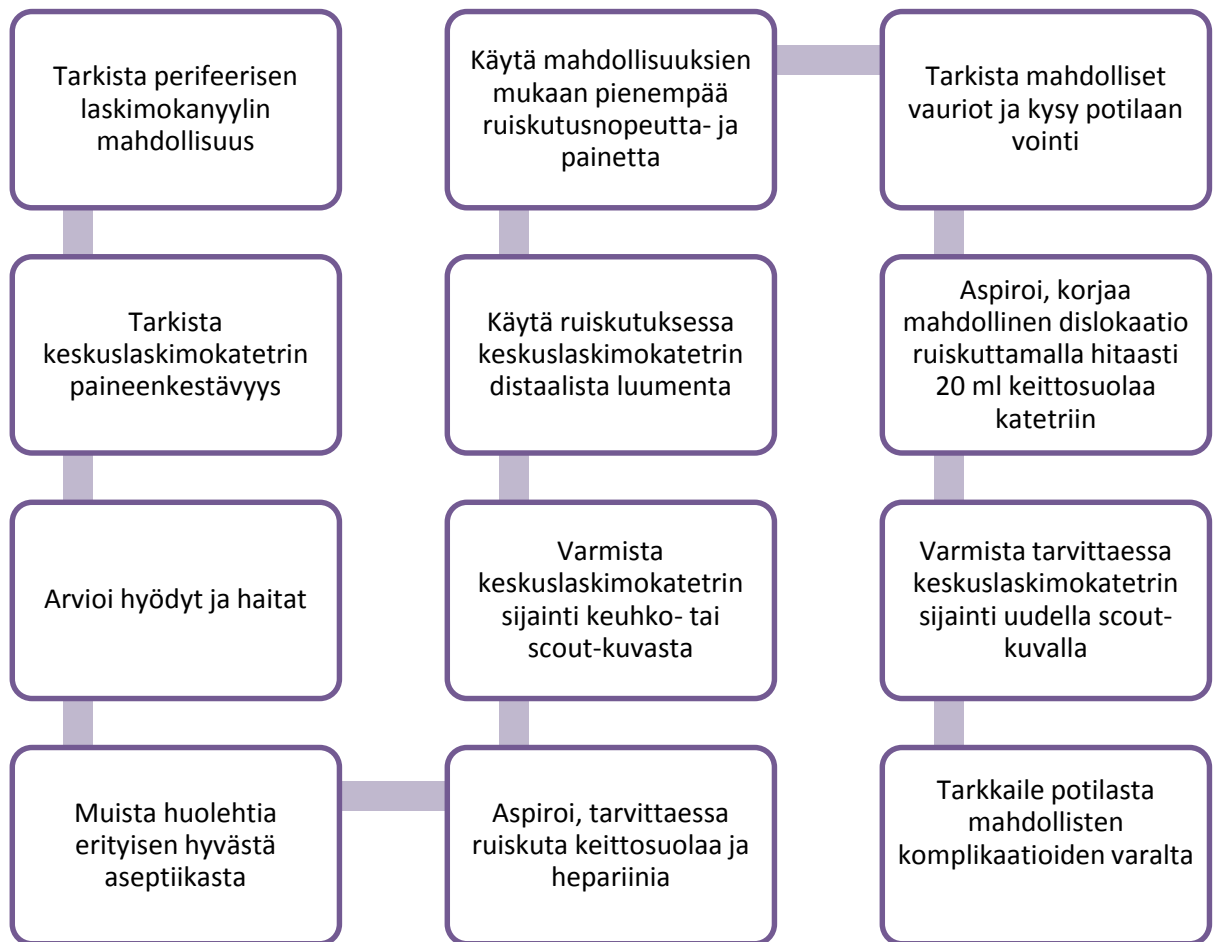 Tarkista perifeerisen
laskimokanyylin
mahdollisuus
Tarkista
keskuslaskimokatetrin
paineenkestävyys
Arvioi hyödyt ja haitat
Muista huolehtia
erityisen hyvästä
aseptiikasta
Aspiroi, tarvittaessa
ruiskuta keittosuolaa ja
hepariinia
Varmista
keskuslaskimokatetrin
sijainti keuhko- tai
scout-kuvasta
Käytä ruiskutuksessa
keskuslaskimokatetrin
distaalista luumenta
Käytä mahdollisuuksien
mukaan pienempää
ruiskutusnopeutta- ja
painetta
Tarkista mahdolliset
vauriot ja kysy potilaan
vointi
Aspiroi, korjaa
mahdollinen dislokaatio
ruiskuttamalla hitaasti
20 ml keittosuolaa
katetriin
Varmista tarvittaessa
keskuslaskimokatetrin
sijainti uudella scout-
kuvalla
Tarkkaile potilasta
mahdollisten
komplikaatioiden varalta